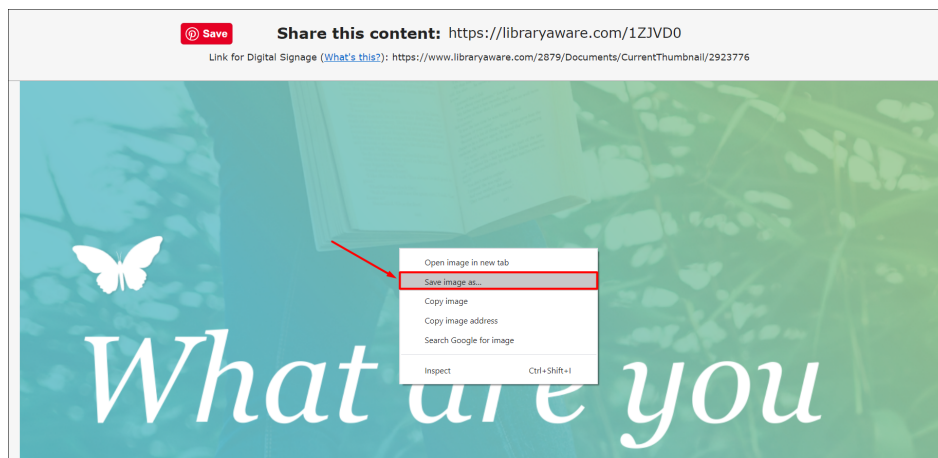 Save
Share this content: https://libraryaware.com/1ZJVD0
Link for Digital Signage (What's this?): https://www.libraryaware.com/2879/Documents/CurrentThumbnail/2923776
Open image in new tab
Save image as...
Copy image
Copy image address
Search Google for image
Inspect Ctrl+Shift+I
What are you